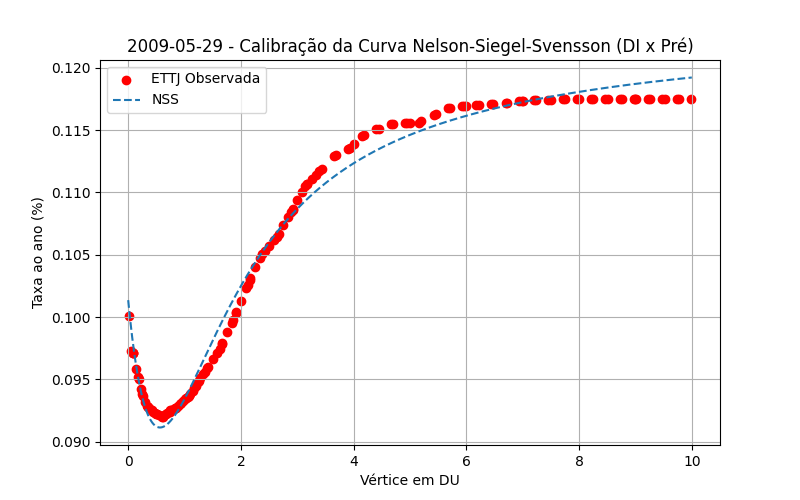 2009-05-29 - Calibração da Curva Nelson-Siegel-Svensson (DI x Pré)
ETTJ Observada
NSS
Taxa ao ano (%)
0.120
0.115
0.110
0.105
0.100
0.095
0.090
0 2 4 6 8 10
Vértice em DU